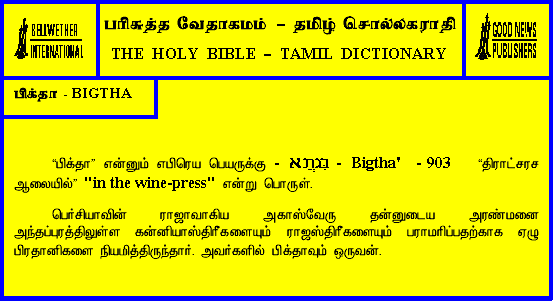 BELLWETHER
INTERNATIONAL
பரிசுத்த வேதாகமம் – தமிழ் சொல்லகராதி
THE HOLY BIBLE – TAMIL DICTIONARY
GOOD NEWS
PUBLISHERS
பிக்தா - BIGTHA
“பிக்தா” என்னும் எபிரெய பெயருக்கு - בִּגְתָא - Bigtha' - 903 “திராட்சரச
ஆலையில்” "in the wine-press" என்று பொருள்.
பெர்சியாவின் ராஜாவாகிய அகாஸ்வேரு தன்னுடைய அரண்மனை
அந்தப்புரத்திலுள்ள கன்னியாஸ்திரீகளையும் ராஜஸ்திரீகளையும் பராமரிப்பதற்காக ஏழு
பிரதானிகளை நியமித்திருந்தார். அவர்களில் பிக்தாவும் ஒருவன்.